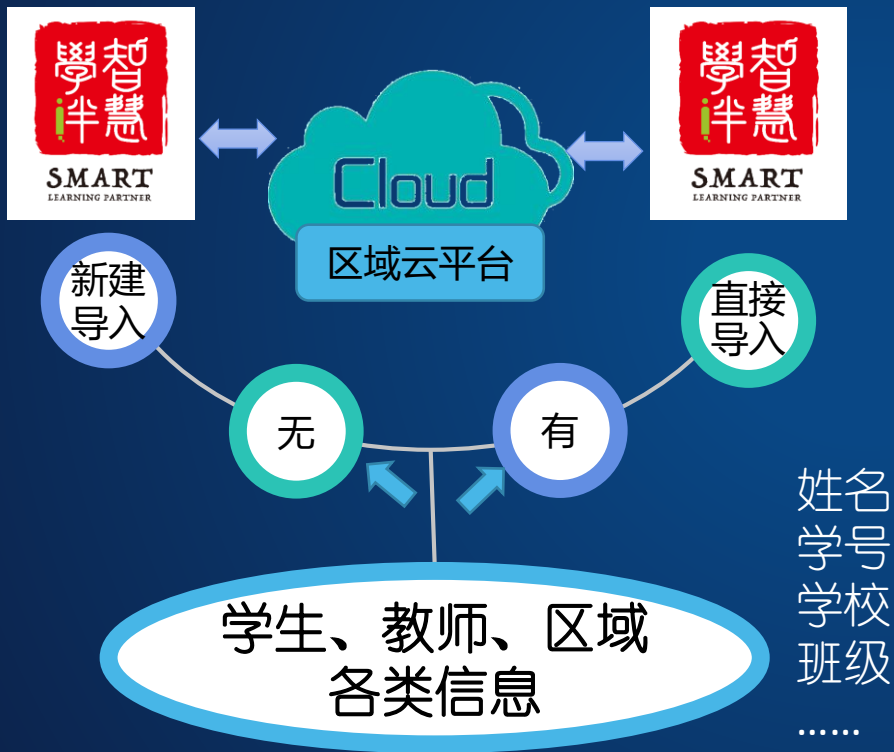 學智
伴慧
SMART
LEARNING PARTNER
Cloud
區域云平台
學智
伴慧
SMART
LEARNING PARTNER
新建
导入
直接
导入
无
有
学生、教师、区域
各类信息
姓名
学号
学校
班级
……